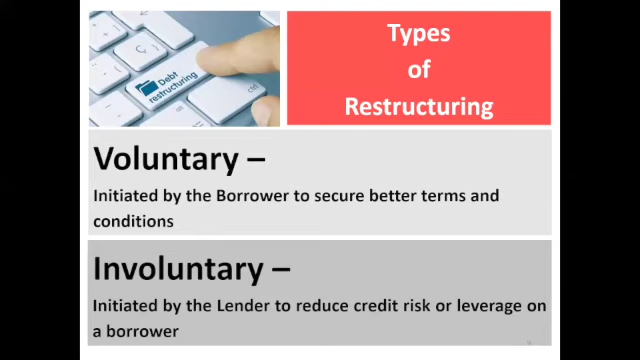 Debt
restructuring
ctrl
Types
of
Restructuring
Voluntary –
Initiated by the Borrower to secure better terms and
conditions
Involuntary –
Initiated by the Lender to reduce credit risk or leverage on
a borrower